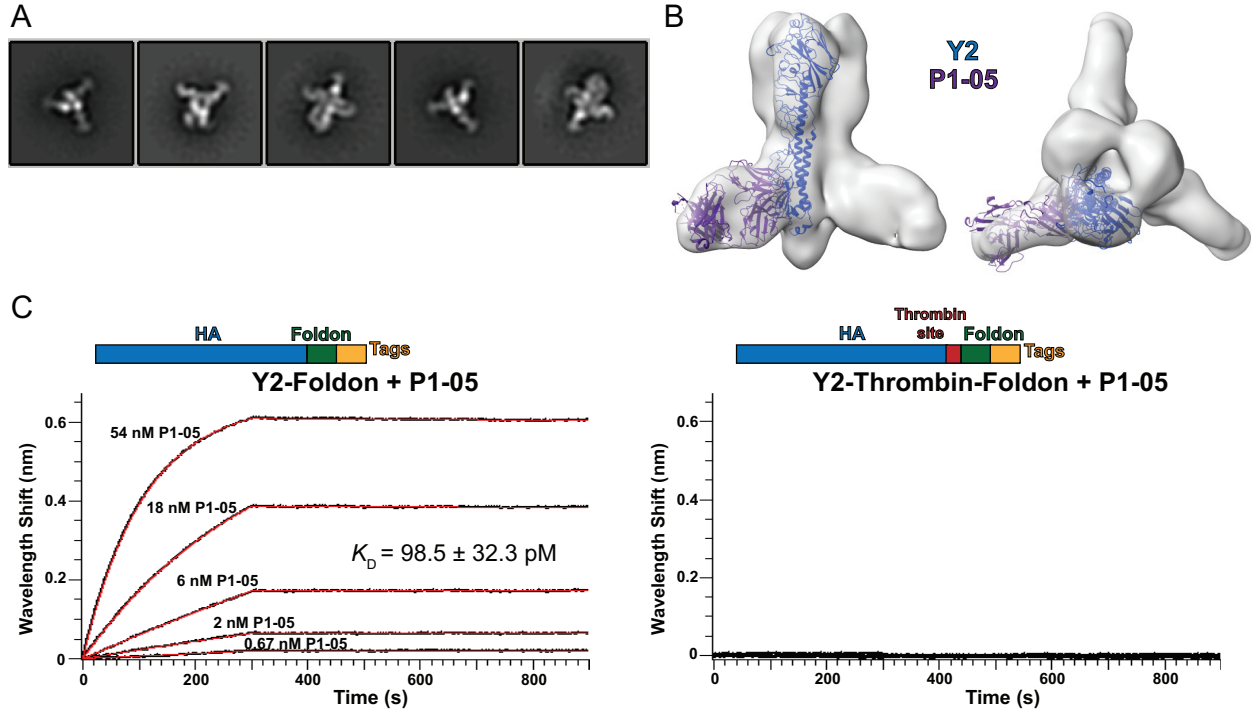 A
B
Y2
P1-05
C
HA
Foldon
Tags
Y2-Foldon + P1-05
Wavelength Shift (nm)
0.6
0.4
0.2
0
54 nM P1-05
18 nM P1-05
6 nM P1-05
2 nM P1-05
0.67 nM P1-05
KD = 98.5 ± 32.3 pM
0
200
400
600
800
Time (s)
HA
Thrombin
site
Foldon
Tags
Y2-Thrombin-Foldon + P1-05
Wavelength Shift (nm)
0.6
0.4
0.2
0
0
200
400
600
800
Time (s)